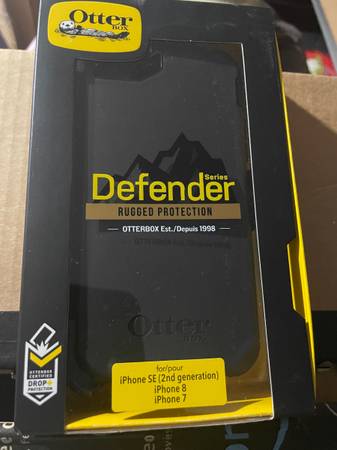 Otter
BOX
Series
Defender
RUGGED PROTECTION
OTTERBOX Est./Depuis 1998
Otter
BOX
OTTERBOX
CERTIFIED
DROP+
PROTECTION
for/pour
iPhone SE (2nd generation)
iPhone 8
iPhone 7